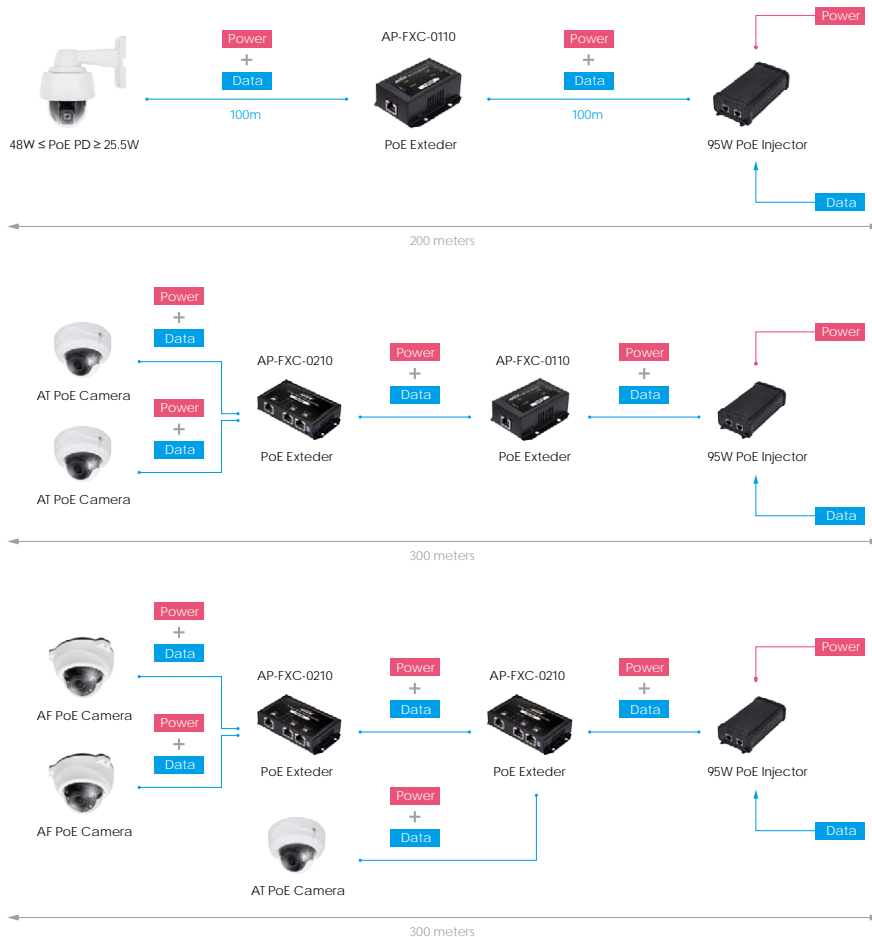 Power
Power
AP-FXC-0110
Power
+
+
Data
Data
100m
100m
48W ≤ PoE PD ≥ 25.5W
PoE Exteder
95W PoE Injector
Data
200 meters
Power
+
Data
Power
AP-FXC-0210
Power
AP-FXC-0110
Power
+
+
Data
Data
AT PoE Camera
Power
+
Data
PoE Exteder
PoE Exteder
95W PoE Injector
AT PoE Camera
Data
300 meters
Power
+
Data
Power
AP-FXC-0210
Power
AP-FXC-0210
Power
+
+
Data
Data
AF PoE Camera
Power
+
Data
PoE Exteder
PoE Exteder
95W PoE Injector
Power
+
Data
AF PoE Camera
Data
AT PoE Camera
300 meters